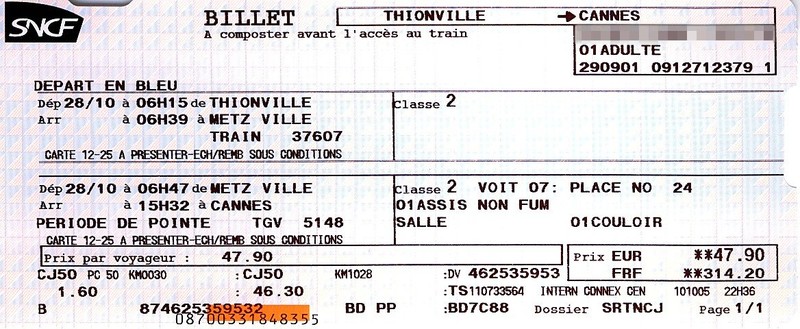 SNCF
BILLET THIONVILLE → CANNES
A composter avant l'accès au train
01ADULTE
290901 0912712379 1
DEPART EN BLEU
Dép 28/10 à 06H15 de THIONVILLE Classe 2
Arr à 06H39 à METZ VILLE
TRAIN 37607
CARTE 12-25 A PRESENTER-ECH/REMB SOUS CONDITIONS
Dép 28/10 à 06H47 de METZ VILLE Classe 2 VOIT 07: PLACE NO 24
Arr à 15H32 à CANNES 01ASSIS NON FUM
PERIODE DE POINTE TGV 5148 SALLE 01COULOIR
CARTE 12-25 A PRESENTER-ECH/REMB SOUS CONDITIONS
Prix par voyageur : 47.90 Prix EUR **47.90
FRF **314.20
CJ50 PC 50 KM0030 :CJ50 KM1028 :DV 462535953
1.60 : 46.30 :TS110733564 INTERN CONNEX CEN 101005 22H36
B 874625359532 BD PP :BD7C88 Dossier SRTNCJ Page 1/1
08700331848355